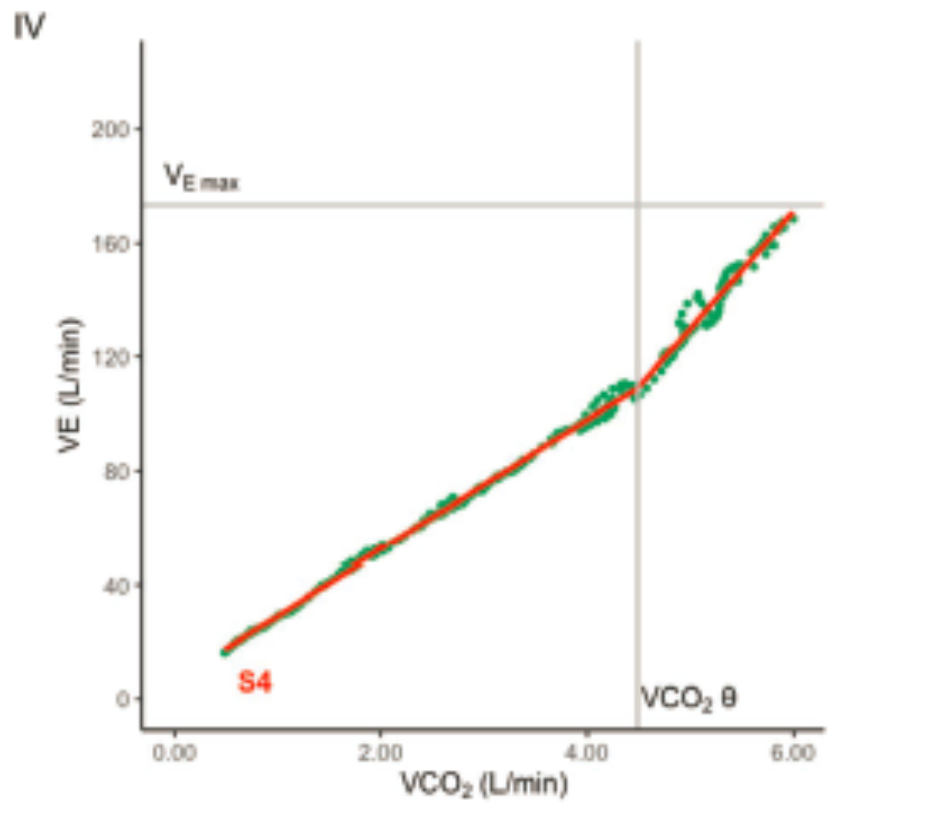 IV
200
V̇E max
160
120
VE (L/min)
80
40
S4
0
VCO₂ θ
0.00 2.00 4.00 6.00
VCO₂ (L/min)